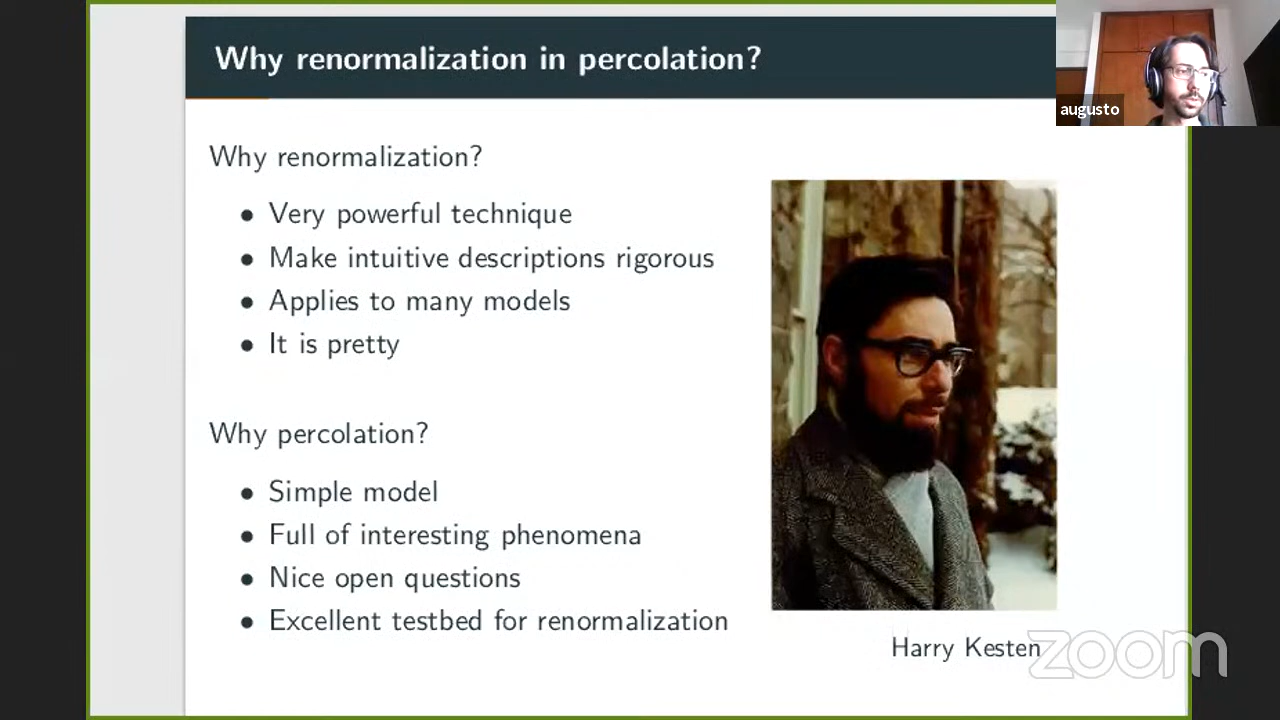 Why renormalization in percolation?
augusto
Why renormalization?
• Very powerful technique
• Make intuitive descriptions rigorous
• Applies to many models
• It is pretty
Why percolation?
• Simple model
• Full of interesting phenomena
• Nice open questions
• Excellent testbed for renormalization
Harry Kesten
zoom